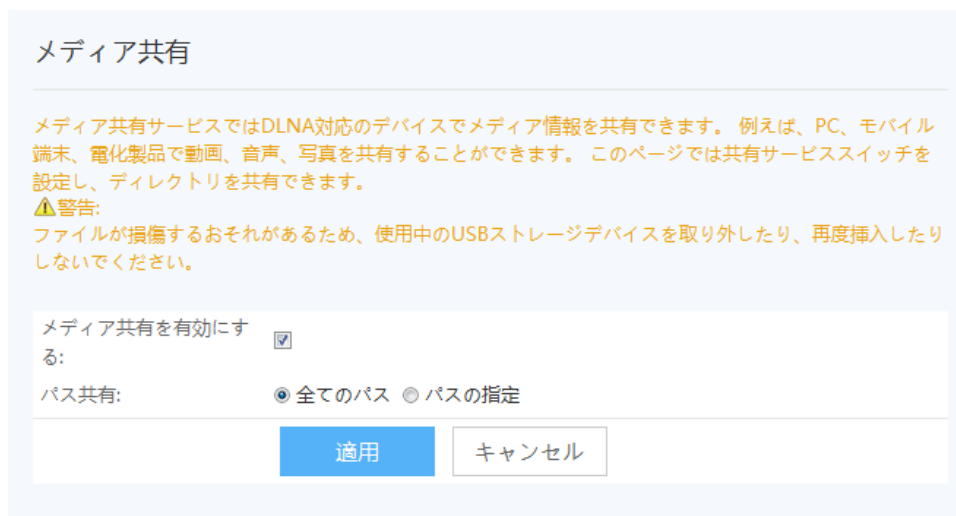 メディア共有
メディア共有サービスではDLNA対応のデバイスでメディア情報を共有できます。 例えば、PC、モバイル
端末、電化製品で動画、音声、写真を共有することができます。 このページでは共有サービススイッチを
設定し、ディレクトリを共有できます。
警告:
ファイルが損傷するおそれがあるため、使用中のUSBストレージデバイスを取り外したり、再度挿入したり
しないでください。
メディア共有を有効にす
る:
パス共有: 全てのパス パスの指定
適用 キャンセル